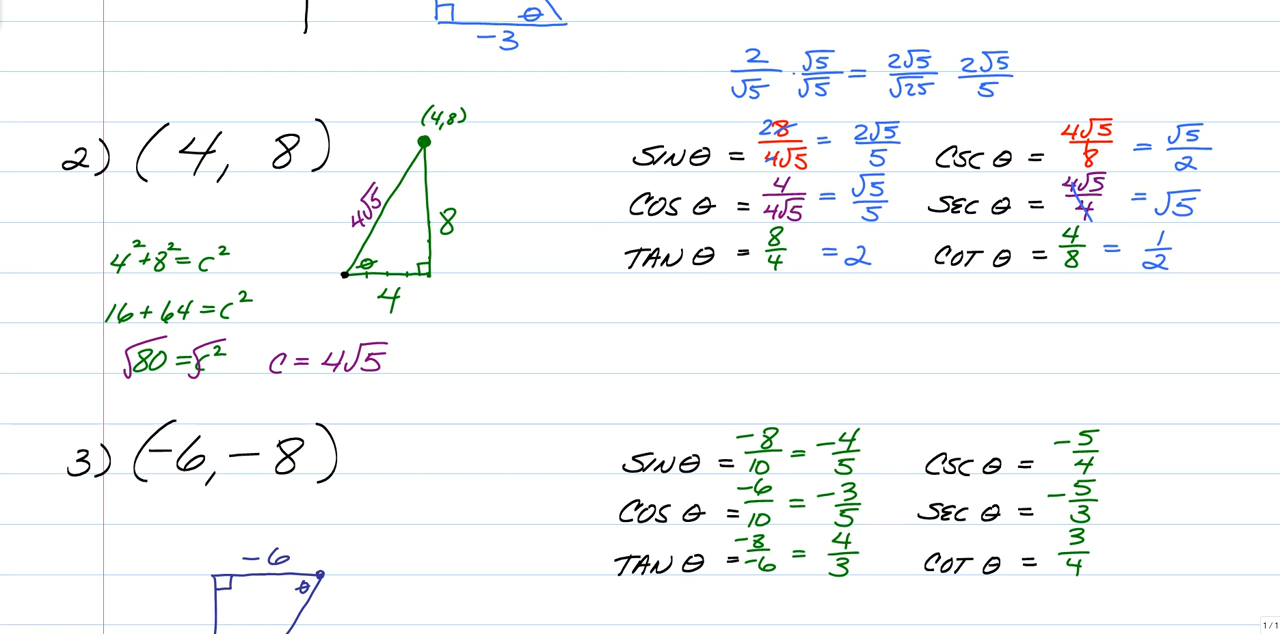 θ
-3
2/√5 · √5/√5 = 2√5/√25 2√5/5
2) (4, 8)
(4,8)
4√5
8
θ
4
4² + 8² = c²
16 + 64 = c²
√80 = √c² c = 4√5
SIN θ = 28/4√5 = 2√5/5 CSC θ = 4√5/8 = √5/2
COS θ = 4/4√5 = √5/5 SEC θ = 4√5/4 = √5
TAN θ = 8/4 = 2 COT θ = 4/8 = 1/2
3) (-6, -8)
-6
θ
SIN θ = -8/10 = -4/5 CSC θ = -5/4
COS θ = -6/10 = -3/5 SEC θ = -5/3
TAN θ = -8/-6 = 4/3 COT θ = 3/4
1/1